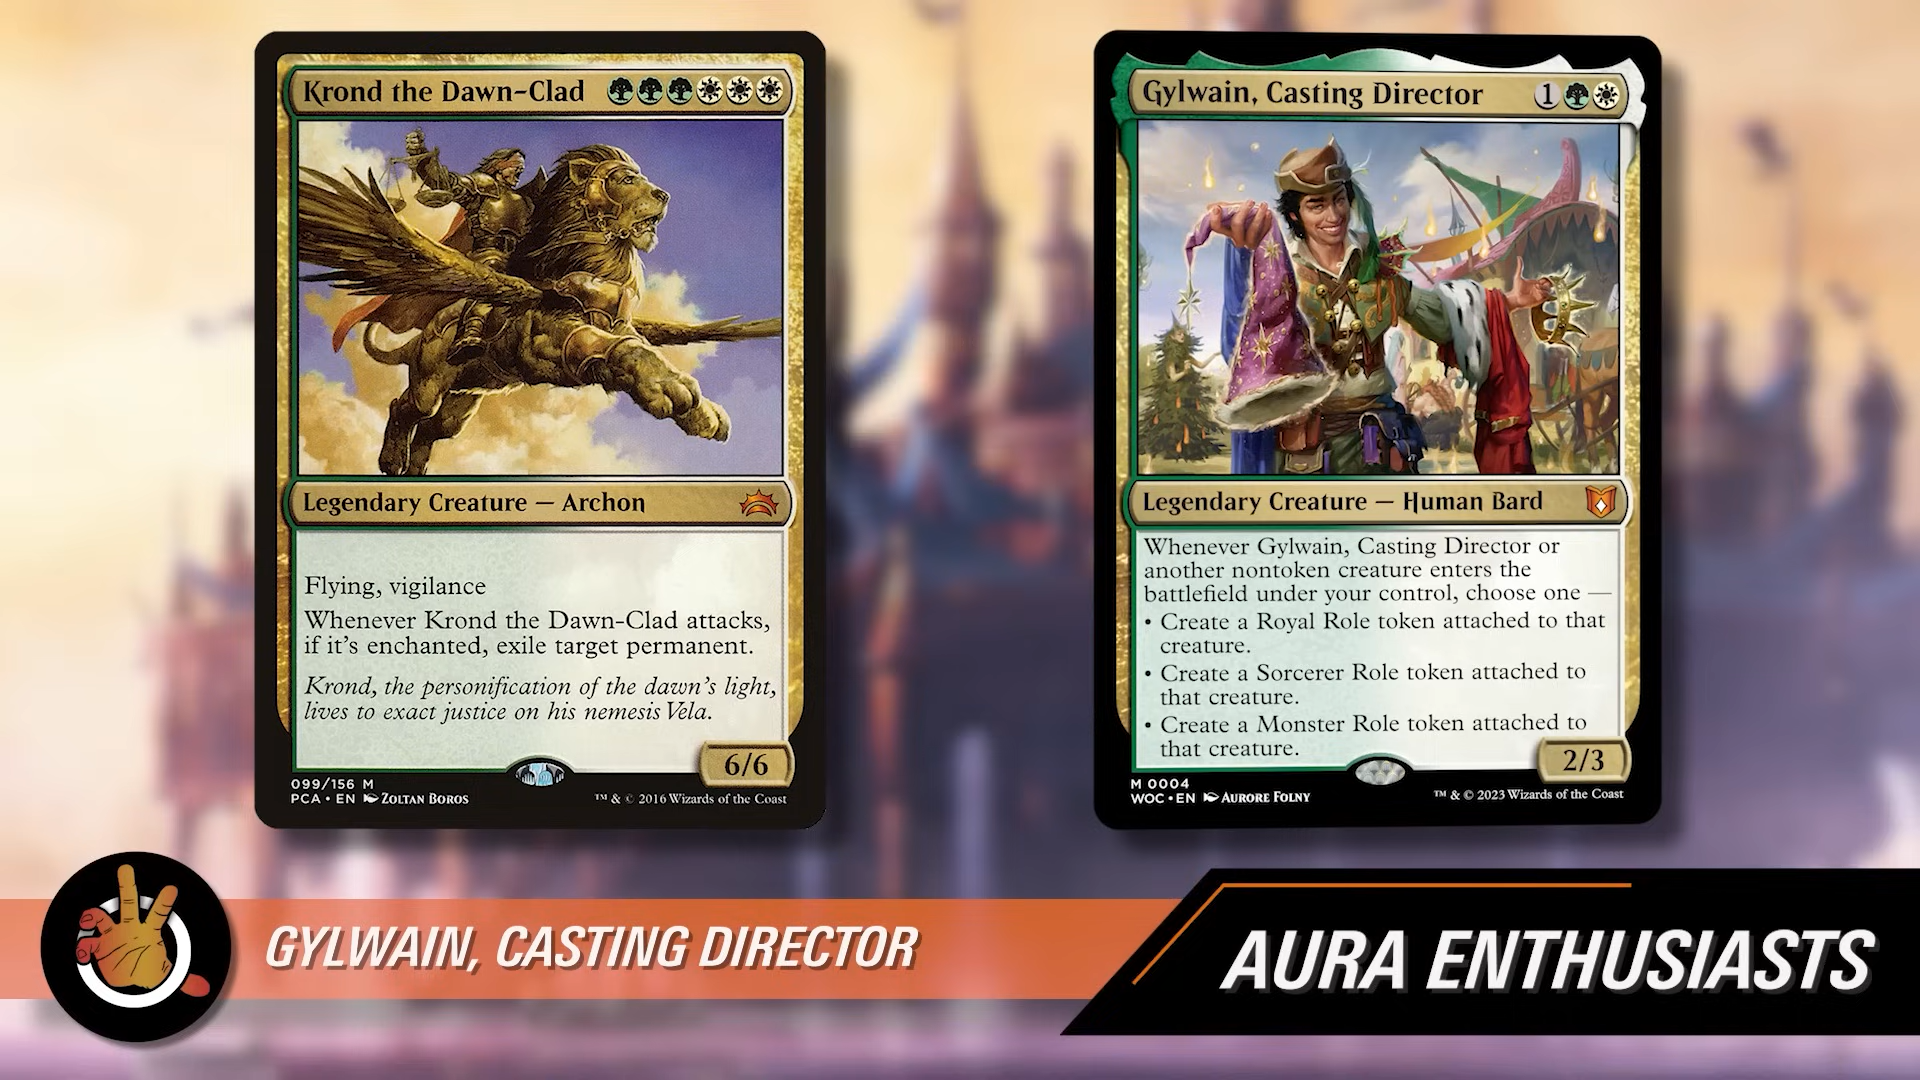 Krond the Dawn-Clad
Legendary Creature — Archon
Flying, vigilance
Whenever Krond the Dawn-Clad attacks,
if it's enchanted, exile target permanent.
Krond, the personification of the dawn's light,
lives to exact justice on his nemesis Vela.
6/6
099/156 M
PCA • EN Zoltan Boros
™ & © 2016 Wizards of the Coast
Gylwain, Casting Director 1
Legendary Creature — Human Bard
Whenever Gylwain, Casting Director or
another nontoken creature enters the
battlefield under your control, choose one —
• Create a Royal Role token attached to that
creature.
• Create a Sorcerer Role token attached to
that creature.
• Create a Monster Role token attached to
that creature.
2/3
M 0004
WOC • EN Aurore Folny
™ & © 2023 Wizards of the Coast
GYLWAIN, CASTING DIRECTOR
AURA ENTHUSIASTS